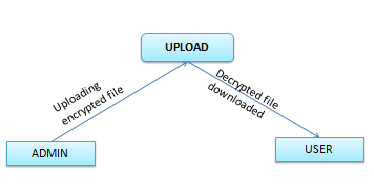 UPLOAD
Uploading
encrypted file
Decrypted file
downloaded
ADMIN
USER